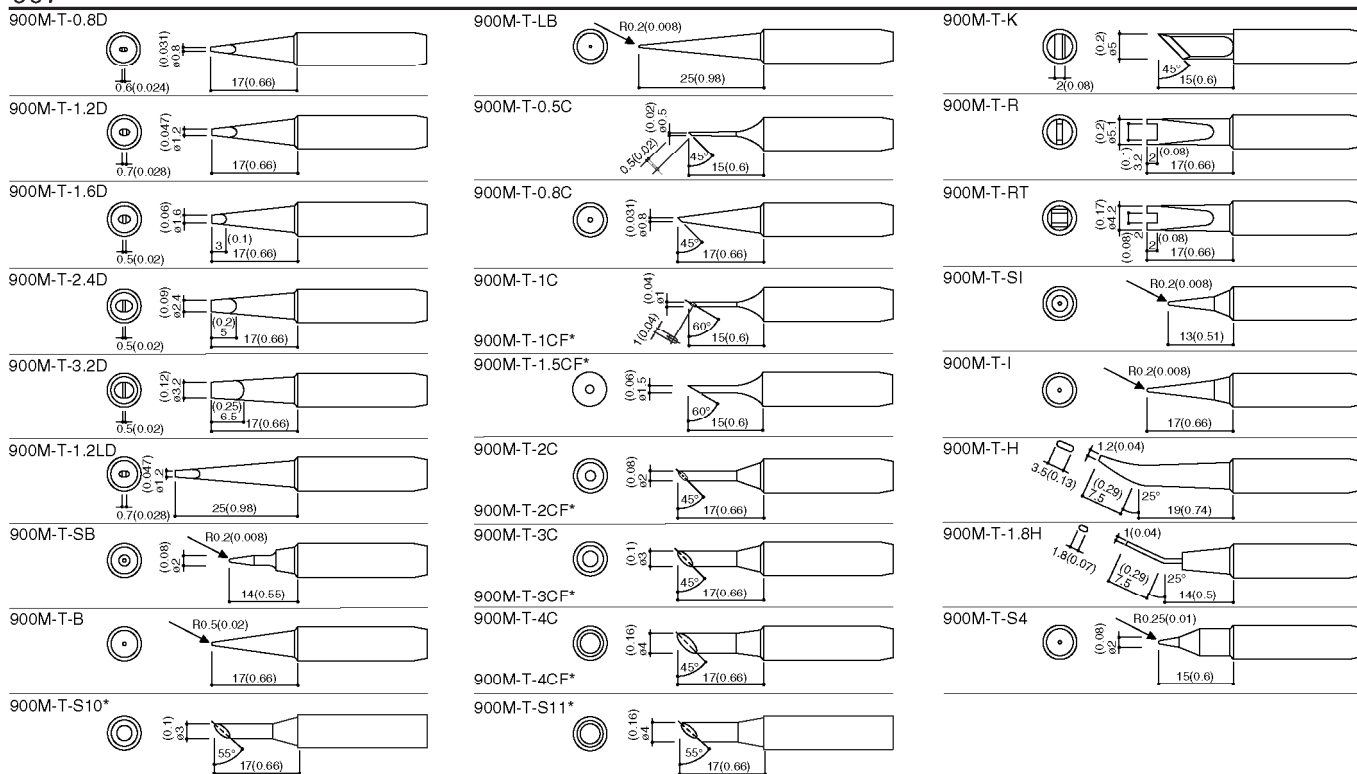 900M-T-0.8D
(0.031)
ø0.8
0.6(0.024)
17(0.66)
900M-T-1.2D
(0.047)
ø1.2
0.7(0.028)
17(0.66)
900M-T-1.6D
(0.06)
ø1.6
(0.1)
3
0.5(0.02)
17(0.66)
900M-T-2.4D
(0.09)
ø2.4
(0.2)
5
0.5(0.02)
17(0.66)
900M-T-3.2D
(0.12)
ø3.2
(0.25)
6.5
0.5(0.02)
17(0.66)
900M-T-1.2LD
(0.047)
ø1.2
0.7(0.028)
25(0.98)
900M-T-SB
R0.2(0.008)
(0.08)
ø2
14(0.55)
900M-T-B
R0.5(0.02)
17(0.66)
900M-T-S10*
(0.1)
ø3
55°
17(0.66)
900M-T-LB
R0.2(0.008)
25(0.98)
900M-T-0.5C
(0.02)
ø0.5
0.5(0.02)
45°
15(0.6)
900M-T-0.8C
(0.031)
ø0.8
45°
17(0.66)
900M-T-1C
(0.04)
ø1
1(0.04)
60°
15(0.6)
900M-T-1CF*
900M-T-1.5CF*
(0.06)
ø1.5
60°
15(0.6)
900M-T-2C
(0.08)
ø2
45°
17(0.66)
900M-T-2CF*
900M-T-3C
(0.1)
ø3
45°
17(0.66)
900M-T-3CF*
900M-T-4C
(0.16)
ø4
45°
17(0.66)
900M-T-4CF*
900M-T-S11*
(0.16)
ø4
55°
17(0.66)
900M-T-K
(0.2)
ø5
45°
2(0.08)
15(0.6)
900M-T-R
(0.2)
ø5.1
(0.1)
3.2
2
(0.08)
17(0.66)
900M-T-RT
(0.17)
ø4.2
(0.08)
2
2
(0.08)
17(0.66)
900M-T-SI
R0.2(0.008)
13(0.51)
900M-T-I
R0.2(0.008)
17(0.66)
900M-T-H
1.2(0.04)
3.5(0.13)
(0.29)
7.5
25°
19(0.74)
900M-T-1.8H
1(0.04)
1.8(0.07)
(0.29)
7.5
25°
14(0.5)
900M-T-S4
R0.25(0.01)
(0.08)
ø2
15(0.6)